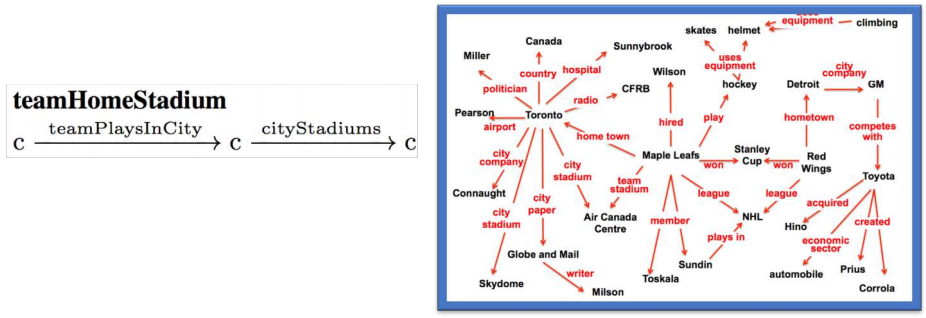 teamHomeStadium
c teamPlaysInCity c cityStadiums c
uses
equipment
climbing
skates helmet
Canada
Miller
Sunnybrook
uses
equipment
country hospital
politician
Wilson
CFRB
radio
hockey
Detroit
city
company
GM
Pearson
airport
Toronto
home town
hired
play
hometown
competes
with
Maple Leafs
won
Stanley
Cup
won
Red
Wings
Toyota
city
company
city
stadium
team
stadium
league
league
Connaught
city
stadium
city
paper
Air Canada
Centre
member
NHL
plays in
acquired
Hino
created
economic
sector
Globe and Mail
writer
Skydome
Milson
Toskala
Sundin
automobile
Prius
Corrola